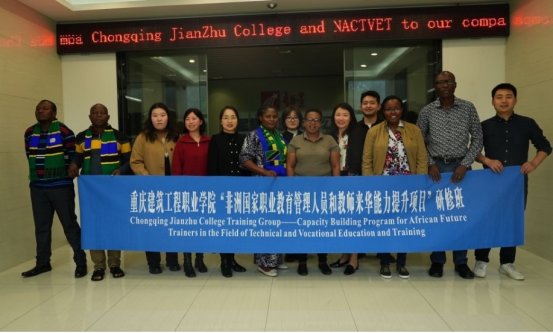 mba Chongqing JianZhu College and NACTVET to our compa
重庆建筑工程职业学院“非洲国家职业教育管理人员和教师来华能力提升项目”研修班
Chongqing Jianzhu College Training Group——Capacity Building Program for African Future
Trainers in the Field of Technical and Vocational Education and Training